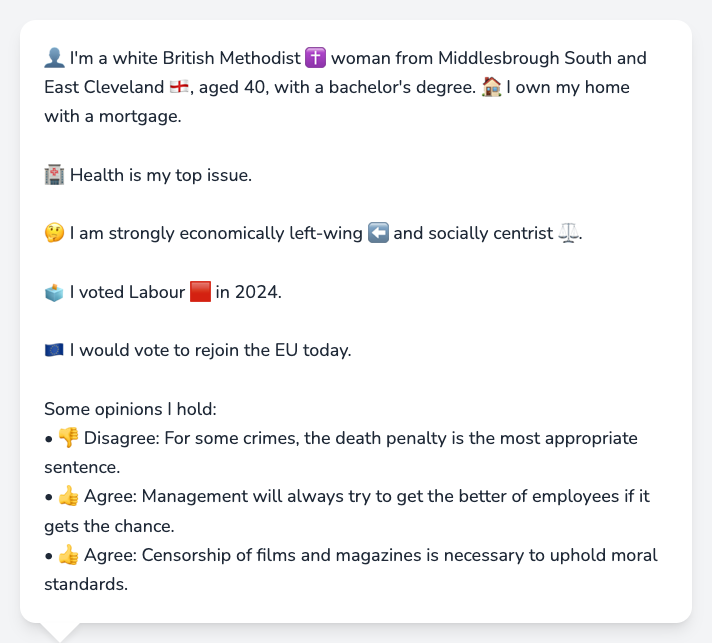 👤 I'm a white British Methodist ✝️ woman from Middlesbrough South and
East Cleveland 🏴󠁧󠁢󠁥󠁮󠁧󠁿, aged 40, with a bachelor's degree. 🏠 I own my home
with a mortgage.
🏥 Health is my top issue.
🤔 I am strongly economically left-wing ⬅️ and socially centrist ⚖️.
🗳️ I voted Labour 🟥 in 2024.
🇪🇺 I would vote to rejoin the EU today.
Some opinions I hold:
• 👎 Disagree: For some crimes, the death penalty is the most appropriate
sentence.
• 👍 Agree: Management will always try to get the better of employees if it
gets the chance.
• 👍 Agree: Censorship of films and magazines is necessary to uphold moral
standards.